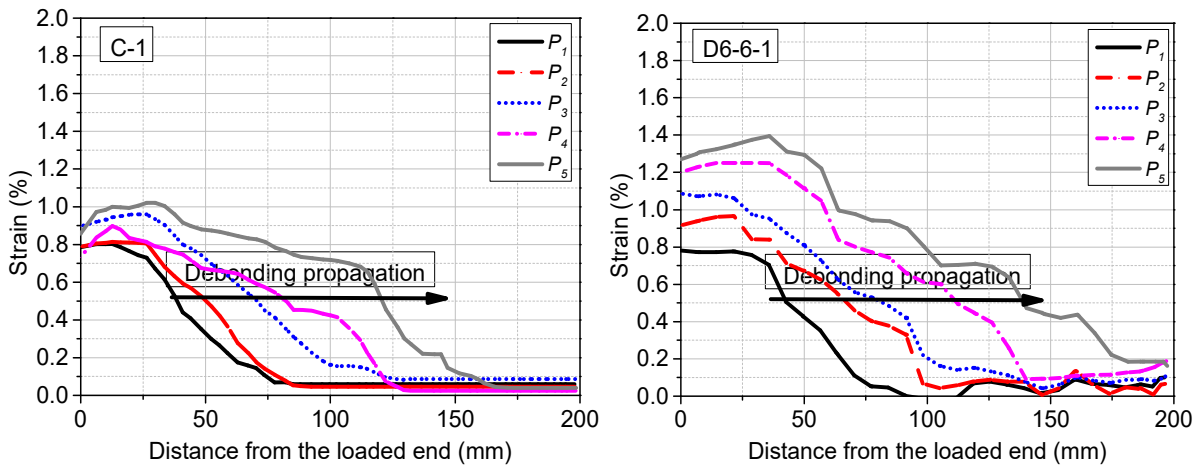 C-1
Strain (%)
2.0
1.8
1.6
1.4
1.2
1.0
0.8
0.6
0.4
0.2
0.0
P1
P2
P3
P4
P5
Debonding propagation
0 50 100 150 200
Distance from the loaded end (mm)
D6-6-1
Strain (%)
2.0
1.8
1.6
1.4
1.2
1.0
0.8
0.6
0.4
0.2
0.0
P1
P2
P3
P4
P5
Debonding propagation
0 50 100 150 200
Distance from the loaded end (mm)